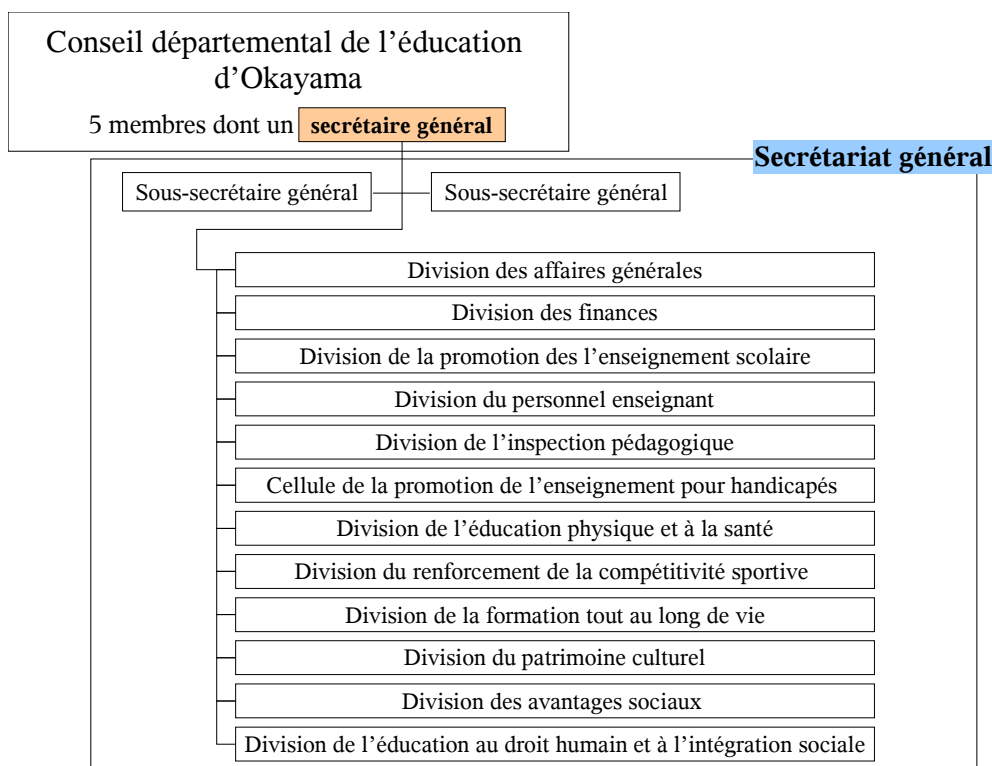 Conseil départemental de l’éducation
d’Okayama
5 membres dont un secrétaire général
Secrétariat général
Sous-secrétaire général
Sous-secrétaire général
Division des affaires générales
Division des finances
Division de la promotion des l’enseignement scolaire
Division du personnel enseignant
Division de l’inspection pédagogique
Cellule de la promotion de l’enseignement pour handicapés
Division de l’éducation physique et à la santé
Division du renforcement de la compétitivité sportive
Division de la formation tout au long de vie
Division du patrimoine culturel
Division des avantages sociaux
Division de l’éducation au droit humain et à l’intégration sociale